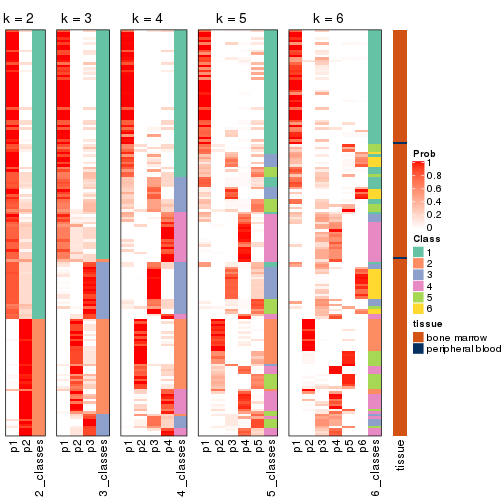 k = 2
k = 3
k = 4
k = 5
k = 6
Prob
1
0.8
0.6
0.4
0.2
0
Class
1
2
3
4
5
6
tissue
bone marrow
peripheral blood
p1
p2
2_classes
p1
p2
p3
3_classes
p1
p2
p3
p4
4_classes
p1
p2
p3
p4
p5
5_classes
p1
p2
p3
p4
p5
p6
6_classes
tissue